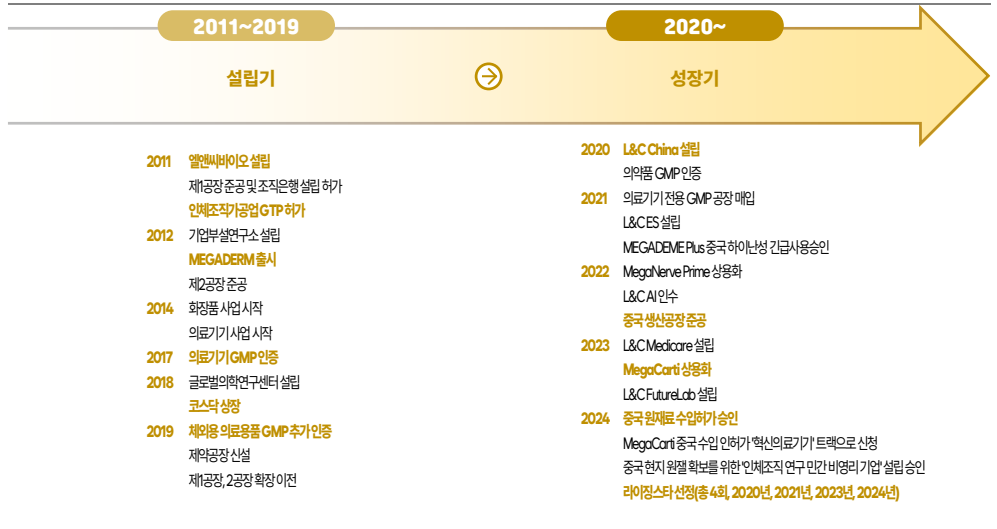 2011~2019
설립기
2020~
성장기
2011 엘앤씨바이오 설립
제1공장 준공 및 조직은행 설립 허가
인체조직가공업 GTP 허가
2012 기업부설연구소 설립
MEGADERM 출시
제2공장 준공
2014 화장품 사업 시작
의료기기 사업 시작
2017 의료기기 GMP 인증
2018 글로벌의학연구센터 설립
코스닥 상장
2019 체외용 의료용품 GMP 추가 인증
제약공장 신설
제1공장, 2공장 확장 이전
2020 L&C China 설립
의약품 GMP 인증
2021 의료기기 전용 GMP 공장 매입
L&C ES 설립
MEGADEME Plus 중국 하이난성 긴급사용승인
2022 MegaNerve Prime 상용화
L&C AI 인수
중국 생산공장 준공
2023 L&C Medicare 설립
MegaCarti 상용화
L&C FutureLab 설립
2024 중국 원재료 수입허가 승인
MegaCarti 중국 수입 인허가 '혁신의료기기' 트랙으로 신청
중국 현지 원잴 확보를 위한 '인체조직 연구 민간 비영리 기업' 설립 승인
라이징스타 선정(총 4회, 2020년, 2021년, 2023년, 2024년)